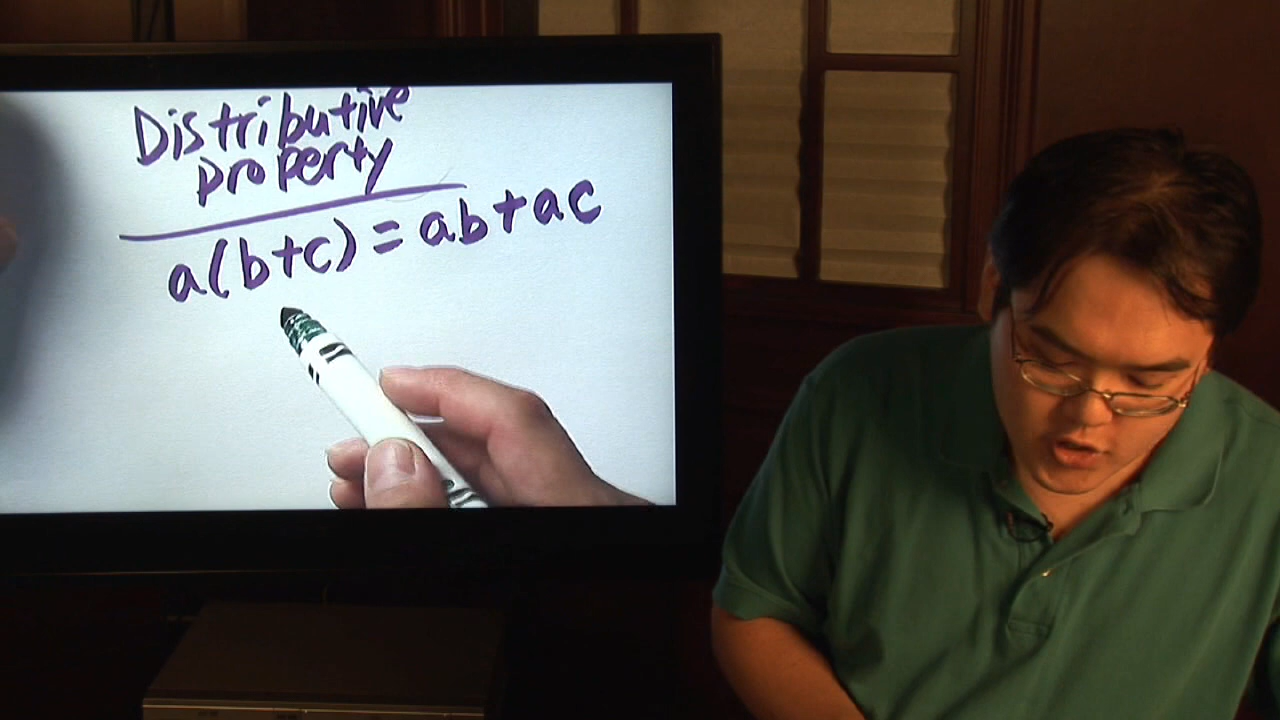 Distributive
property
a(b+c) = ab+ac